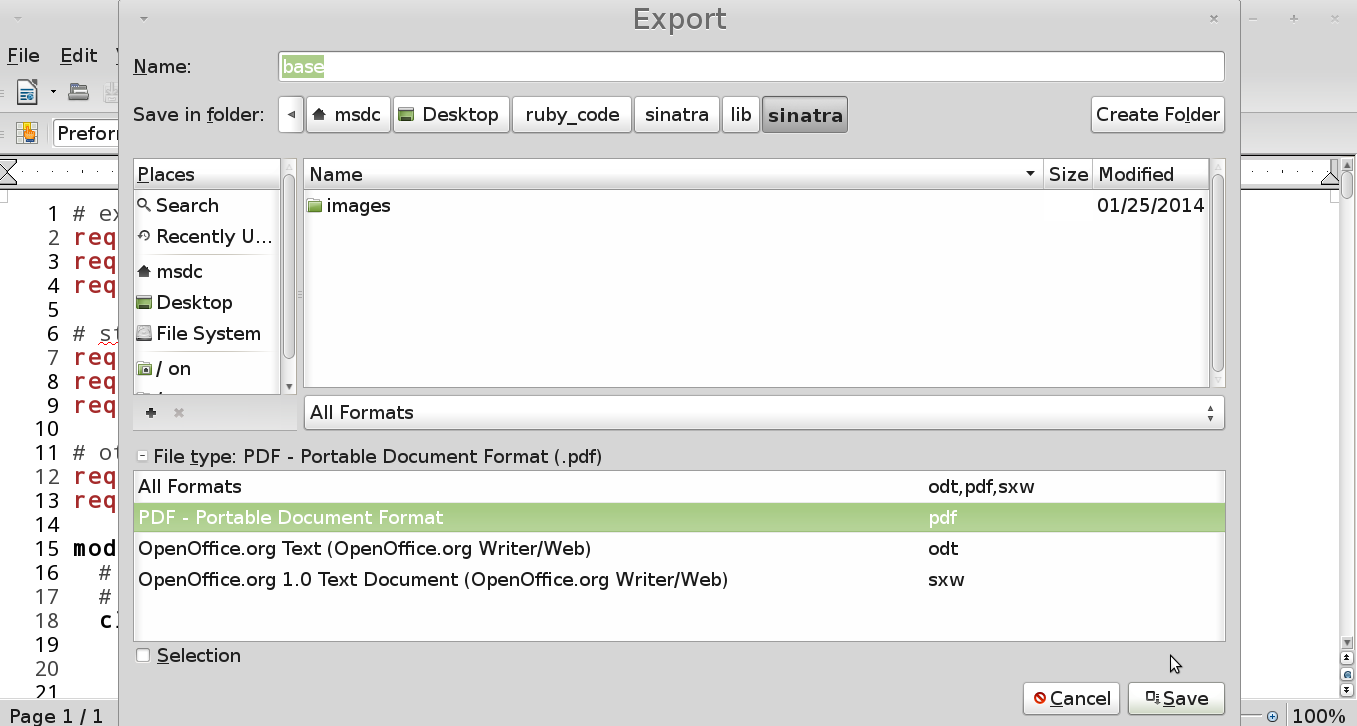 Export
File Edit
Name: base
Save in folder: msdc Desktop ruby_code sinatra lib sinatra Create Folder
Prefor
Places
Search
Recently U...
msdc
Desktop
File System
/ on
Name Size Modified
images 01/25/2014
All Formats
File type: PDF - Portable Document Format (.pdf)
All Formats odt,pdf,sxw
PDF - Portable Document Format pdf
OpenOffice.org Text (OpenOffice.org Writer/Web) odt
OpenOffice.org 1.0 Text Document (OpenOffice.org Writer/Web) sxw
Selection
Cancel Save
1 # ex
2 req
3 req
4 req
5
6 # st
7 req
8 req
9 req
10
11 # ot
12 req
13 req
14
15 mod
16 #
17 #
18 cl
19
20
21
Page 1 / 1 100%